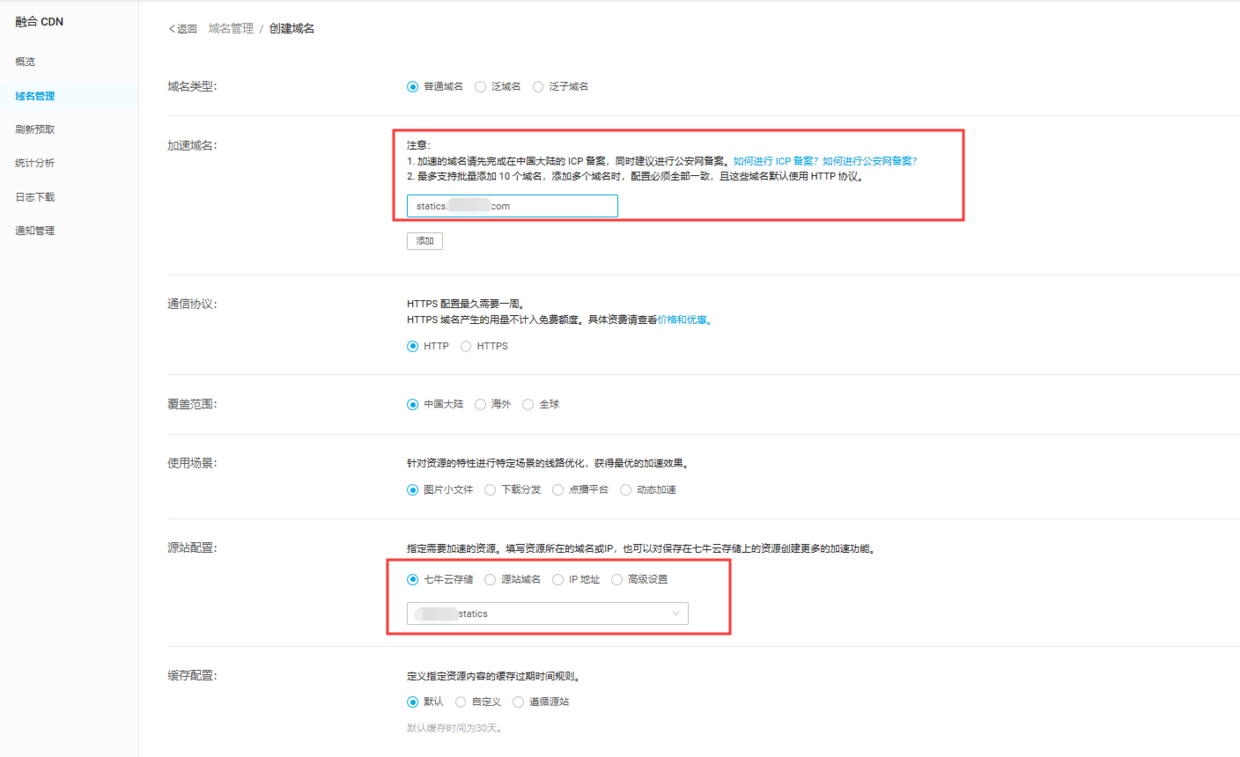 融合 CDN
概览
域名管理
刷新预取
统计分析
日志下载
通知管理
返回 域名管理 / 创建域名
域名类型:
普通域名 泛域名 泛子域名
加速域名:
注意:
1. 加速的域名请先完成在中国大陆的 ICP 备案，同时建议进行公安网备案。如何进行 ICP 备案？如何进行公安网备案？
2. 最多支持批量添加 10 个域名，添加多个域名时，配置必须全部一致，且这些域名默认使用 HTTP 协议。
statics. com
添加
通信协议:
HTTPS 配置最久需要一周。
HTTPS 域名产生的用量不计入免费额度。具体资费请查看价格和优惠。
HTTP HTTPS
覆盖范围:
中国大陆 海外 全球
使用场景:
针对资源的特性进行特定场景的线路优化，获得最优的加速效果。
图片小文件 下载分发 点播平台 动态加速
源站配置:
指定需要加速的资源。填写资源所在的域名或IP，也可以对保存在七牛云存储上的资源创建更多的加速功能。
七牛云存储 源站域名 IP 地址 高级设置
statics
缓存配置:
定义指定资源内容的缓存过期时间规则。
默认 自定义 遵循源站
默认缓存时间为30天。